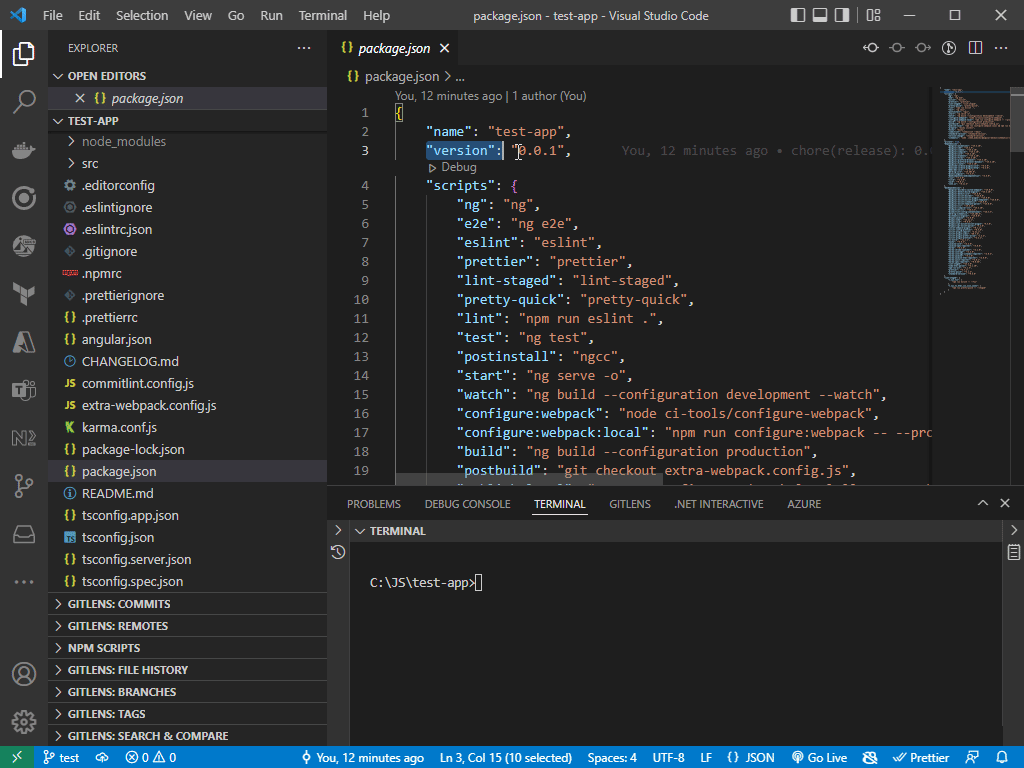 File Edit Selection View Go Run Terminal Help
package.json - test-app - Visual Studio Code
EXPLORER
OPEN EDITORS
package.json
TEST-APP
node_modules
src
.editorconfig
.eslintignore
.eslintrc.json
.gitignore
.npmrc
.prettierignore
.prettierrc
angular.json
CHANGELOG.md
commitlint.config.js
extra-webpack.config.js
karma.conf.js
package-lock.json
package.json
README.md
tsconfig.app.json
tsconfig.json
tsconfig.server.json
tsconfig.spec.json
GITLENS: COMMITS
GITLENS: REMOTES
NPM SCRIPTS
GITLENS: FILE HISTORY
GITLENS: BRANCHES
GITLENS: TAGS
GITLENS: SEARCH & COMPARE
package.json
package.json > ...
You, 12 minutes ago | 1 author (You)
1 {
2 "name": "test-app",
3 "version": "0.0.1", You, 12 minutes ago • chore(release): 0.
Debug
4 "scripts": {
5 "ng": "ng",
6 "e2e": "ng e2e",
7 "eslint": "eslint",
8 "prettier": "prettier",
9 "lint-staged": "lint-staged",
10 "pretty-quick": "pretty-quick",
11 "lint": "npm run eslint .",
12 "test": "ng test",
13 "postinstall": "ngcc",
14 "start": "ng serve -o",
15 "watch": "ng build --configuration development --watch",
16 "configure:webpack": "node ci-tools/configure-webpack",
17 "configure:webpack:local": "npm run configure:webpack -- --pro
18 "build": "ng build --configuration production",
19 "postbuild": "git checkout extra-webpack.config.js",
PROBLEMS DEBUG CONSOLE TERMINAL GITLENS .NET INTERACTIVE AZURE
TERMINAL
C:\JS\test-app>
test 0 0 You, 12 minutes ago Ln 3, Col 15 (10 selected) Spaces: 4 UTF-8 LF {} JSON Go Live Prettier